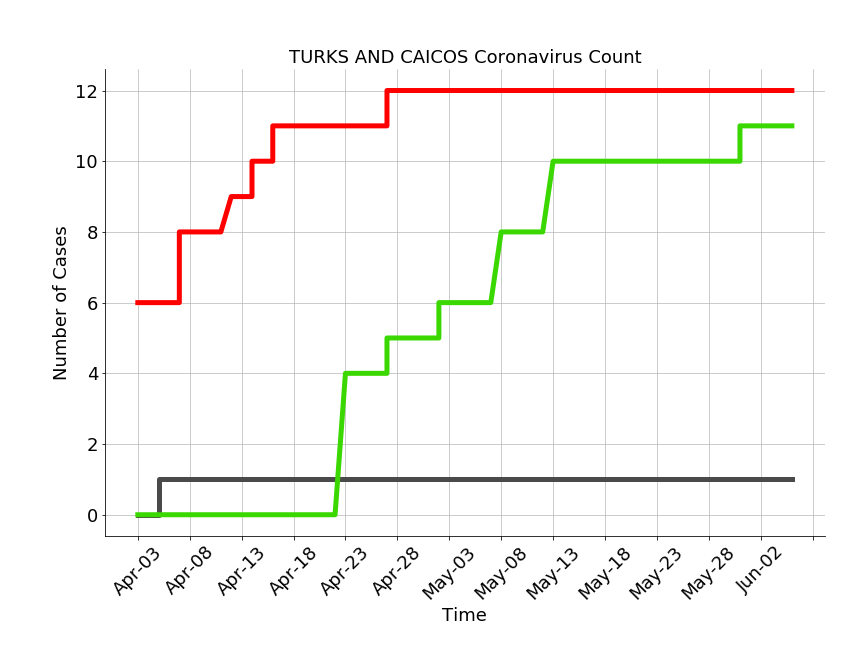 TURKS AND CAICOS Coronavirus Count
12
10
8
6
4
2
0
Number of Cases
Apr-03
Apr-08
Apr-13
Apr-18
Apr-23
Apr-28
May-03
May-08
May-13
May-18
May-23
May-28
Jun-02
Time